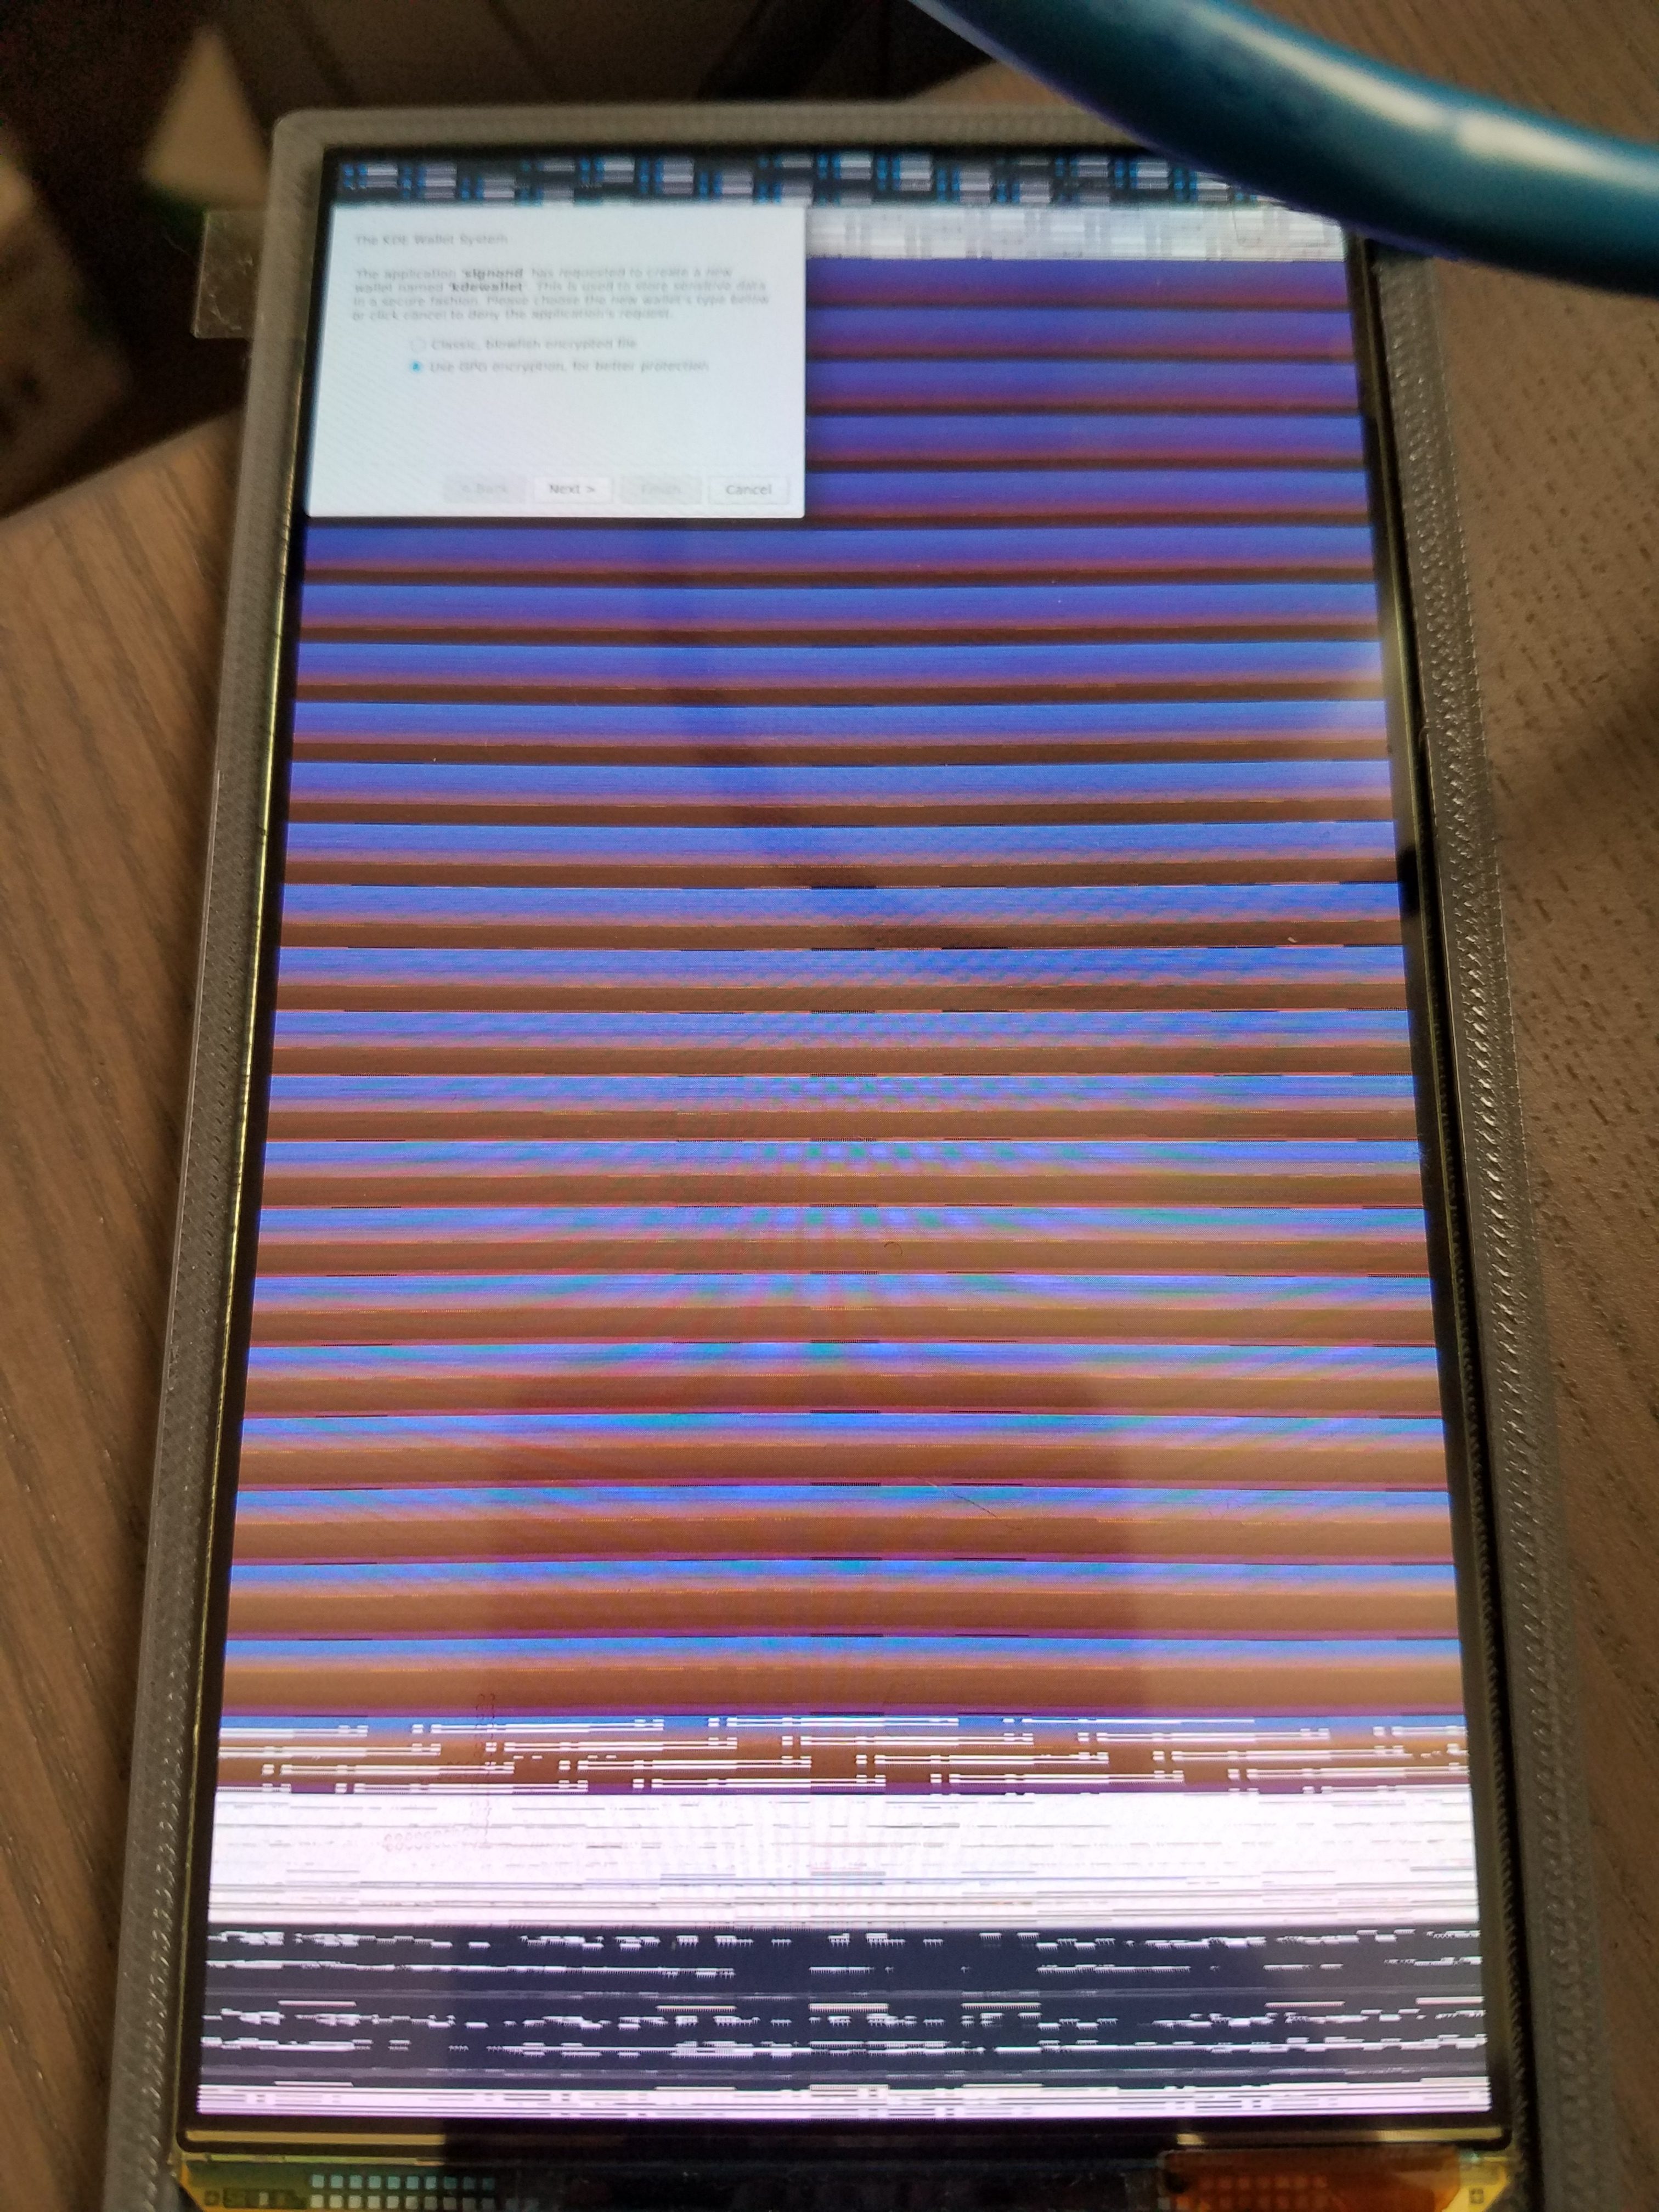 The KDE Wallet System
The application 'signond' has requested to create a new
wallet named 'kdewallet'. This is used to store sensitive data
in a secure fashion. Please choose the new wallet's type below
or click cancel to deny the application's request.
Classic, blowfish encrypted file
Use GPG encryption, for better protection
< Back Next > Finish Cancel